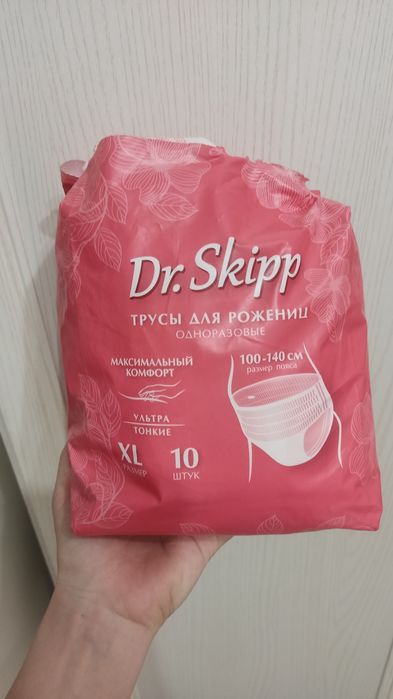 Dr. Skipp
ТРУСЫ ДЛЯ РОЖЕНИЦ
ОДНОРАЗОВЫЕ
МАКСИМАЛЬНЫЙ
КОМФОРТ
УЛЬТРА
ТОНКИЕ
XL
РАЗМЕР
10
ШТУК
100-140 см
размер пояса